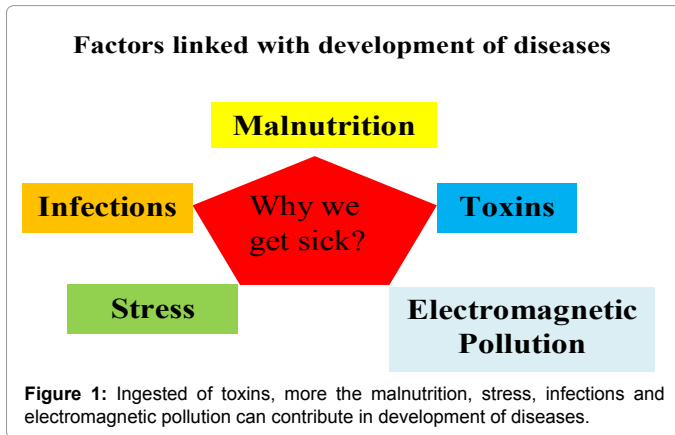 Factors linked with development of diseases
Malnutrition
Infections
Why we
get sick?
Toxins
Stress
Electromagnetic
Pollution
Figure 1: Ingested of toxins, more the malnutrition, stress, infections and
electromagnetic pollution can contribute in development of diseases.